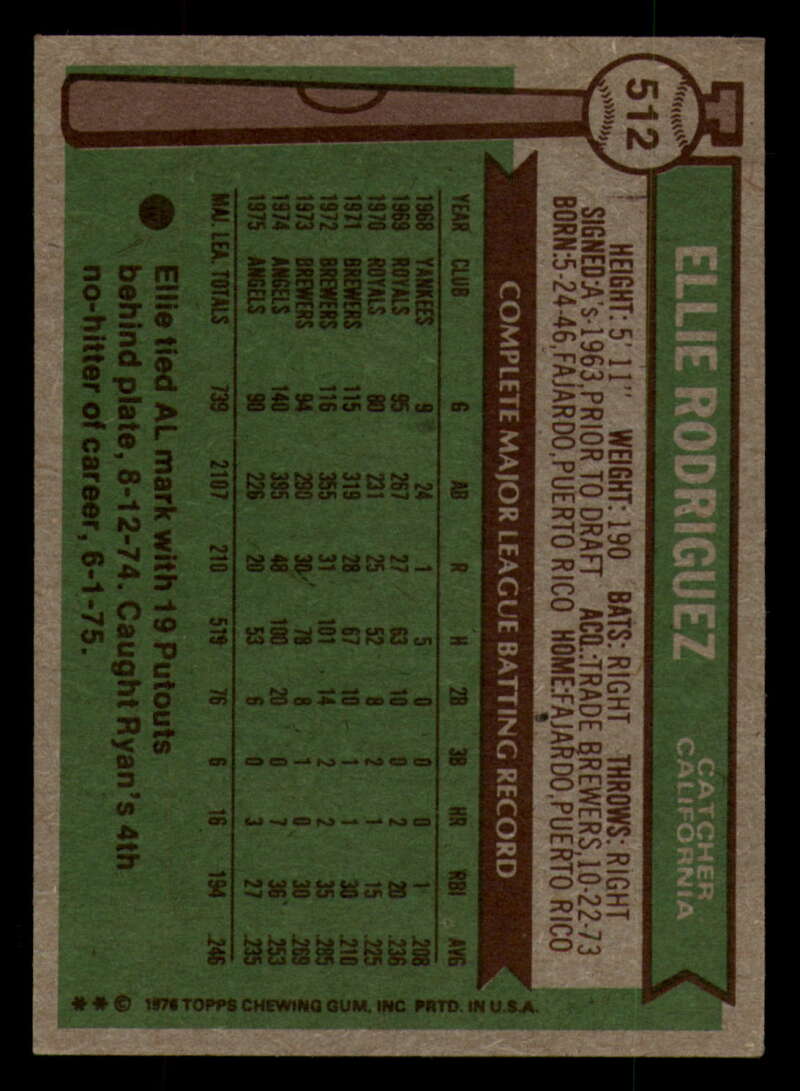 512
ELLIE RODRIGUEZ
CATCHER
CALIFORNIA
HEIGHT: 5'11" WEIGHT: 190 BATS: RIGHT THROWS: RIGHT
SIGNED: A's-1963, PRIOR TO DRAFT ACQ.: TRADE BREWERS, 10-22-73
BORN: 5-24-46, FAJARDO, PUERTO RICO HOME: FAJARDO, PUERTO RICO
COMPLETE MAJOR LEAGUE BATTING RECORD
YEAR CLUB G AB R H 2B 3B HR RBI AVG
1968 YANKEES 9 24 1 5 0 0 0 1 .208
1969 ROYALS 95 267 27 63 10 0 2 20 .236
1970 ROYALS 80 231 25 52 8 2 1 15 .225
1971 BREWERS 115 319 28 67 10 1 1 30 .210
1972 BREWERS 116 355 31 101 14 2 2 35 .285
1973 BREWERS 94 290 30 78 8 1 0 30 .269
1974 ANGELS 140 395 48 100 20 0 7 36 .253
1975 ANGELS 90 226 20 53 6 0 3 27 .235
MAJ. LEA. TOTALS 739 2107 210 519 76 6 16 194 .246
Ellie tied AL mark with 19 Putouts
behind plate, 8-12-74. Caught Ryan's 4th
no-hitter of career, 6-1-75.
** © 1976 TOPPS CHEWING GUM, INC. PRTD. IN U.S.A.